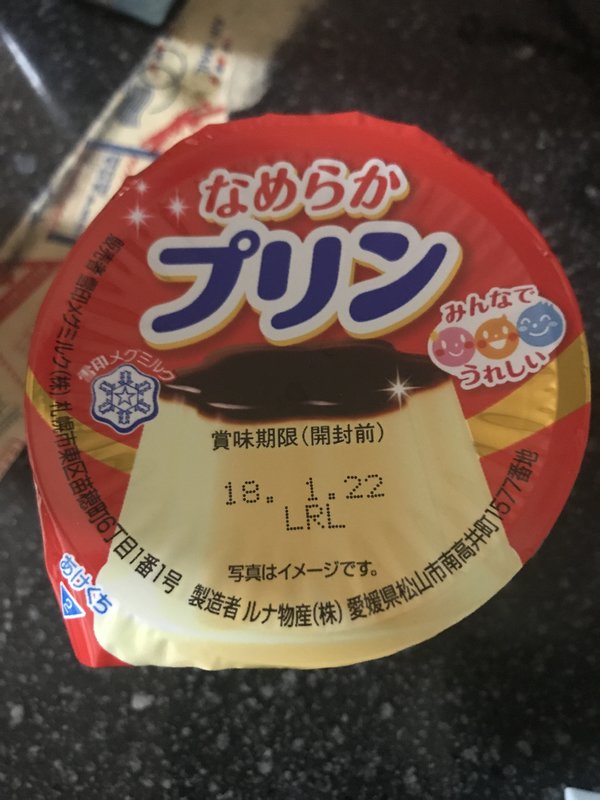 なめらか
プリン
みんなで
うれしい
雪印メグミルク
賞味期限(開封前)
18. 1.22
LRL
写真はイメージです。
販売者 雪印メグミルク(株) 札幌市東区苗穂町6丁目1番1号
製造者 ルナ物産(株) 愛媛県松山市南高井町1577番地
あけぐち